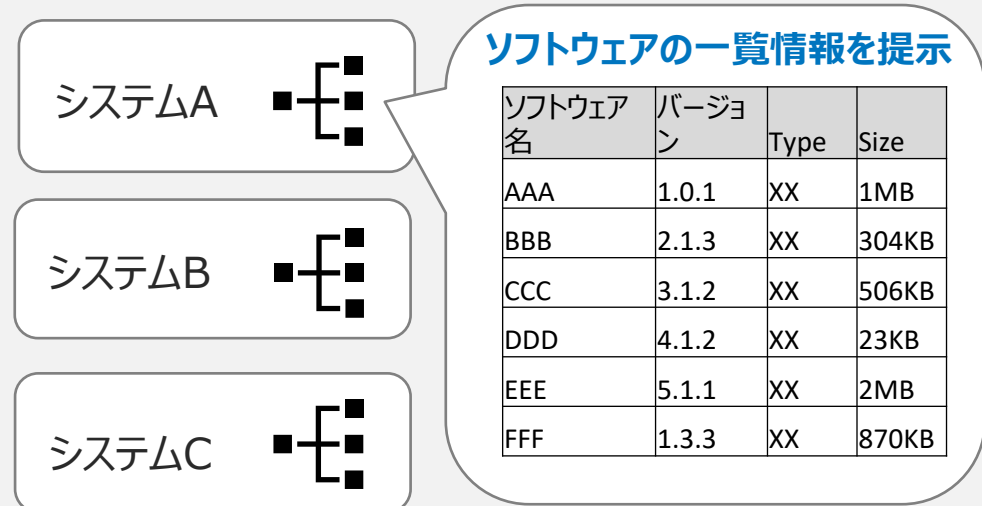 ソフトウェアの一覧情報を提示
システムA
システムB
システムC
ソフトウェア名 バージョン Type Size
AAA 1.0.1 XX 1MB
BBB 2.1.3 XX 304KB
CCC 3.1.2 XX 506KB
DDD 4.1.2 XX 23KB
EEE 5.1.1 XX 2MB
FFF 1.3.3 XX 870KB